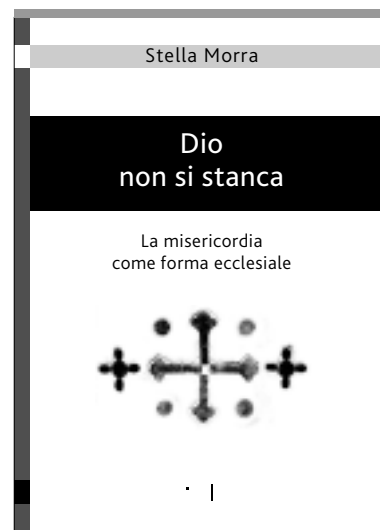 Stella Morra
Dio
non si stanca
La misericordia
come forma ecclesiale